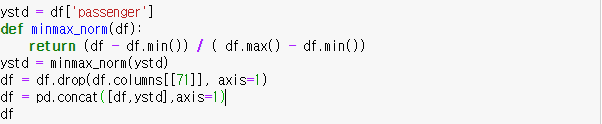 ystd = df['passenger']
def minmax_norm(df):
    return (df - df.min()) / ( df.max() - df.min())
ystd = minmax_norm(ystd)
df = df.drop(df.columns[[71]], axis=1)
df = pd.concat([df,ystd],axis=1)
df